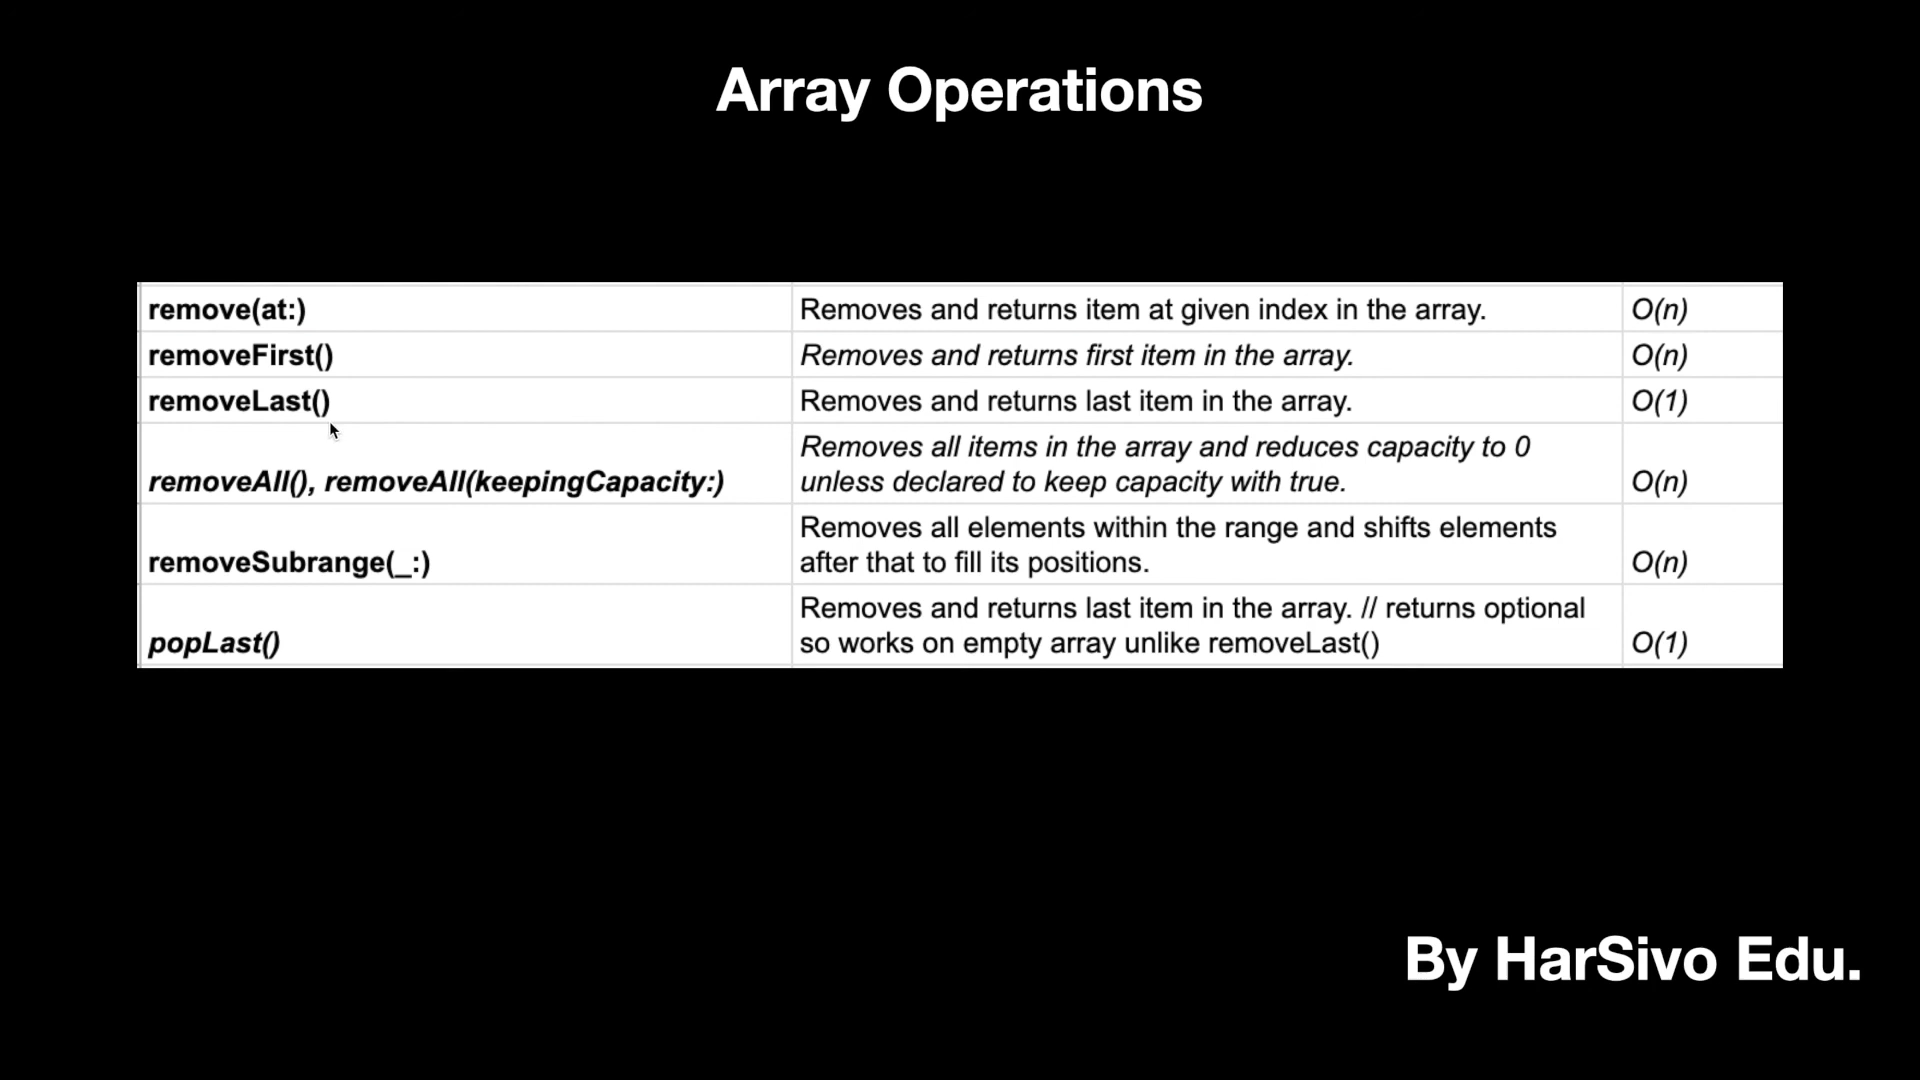 Array Operations
remove(at:) Removes and returns item at given index in the array. O(n)
removeFirst() Removes and returns first item in the array. O(n)
removeLast() Removes and returns last item in the array. O(1)
Removes all items in the array and reduces capacity to 0
removeAll(), removeAll(keepingCapacity:) unless declared to keep capacity with true. O(n)
Removes all elements within the range and shifts elements
removeSubrange(_:) after that to fill its positions. O(n)
Removes and returns last item in the array. // returns optional
popLast() so works on empty array unlike removeLast() O(1)
By HarSivo Edu.